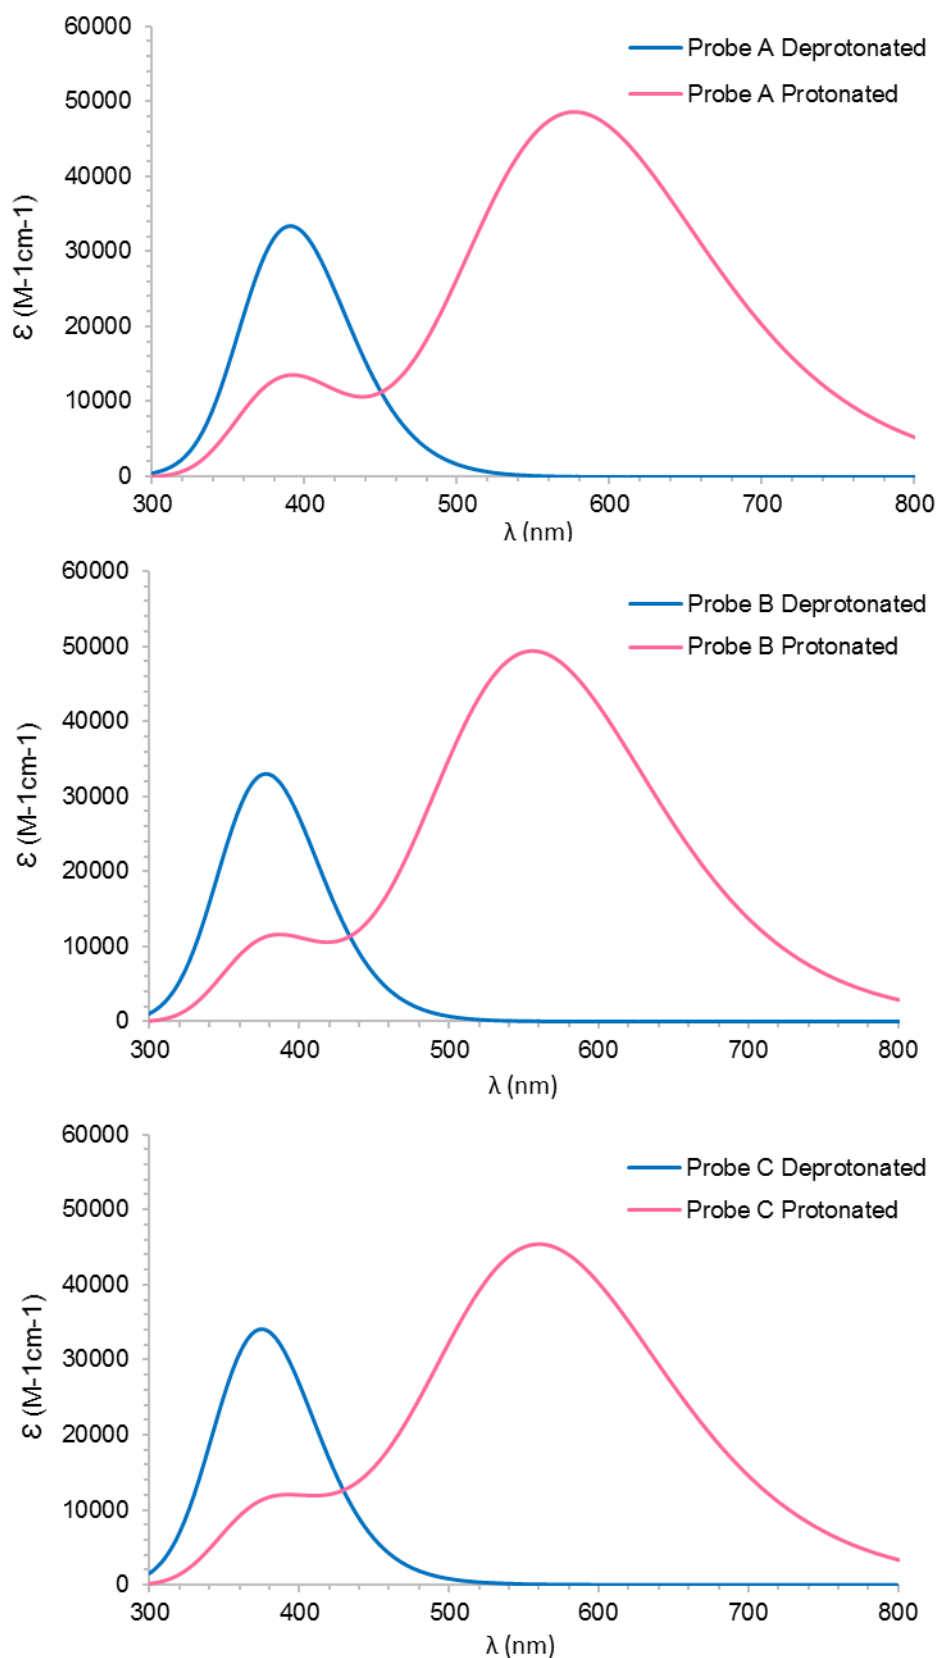 60000
Probe A Deprotonated
50000
Probe A Protonated
40000
30000
20000
10000
0
ε (M-1cm-1)
300 400 500 600 700 800
λ (nm)
60000
Probe B Deprotonated
Probe B Protonated
50000
40000
30000
20000
10000
0
ε (M-1cm-1)
300 400 500 600 700 800
λ (nm)
60000
Probe C Deprotonated
Probe C Protonated
50000
40000
30000
20000
10000
0
ε (M-1cm-1)
300 400 500 600 700 800
λ (nm)